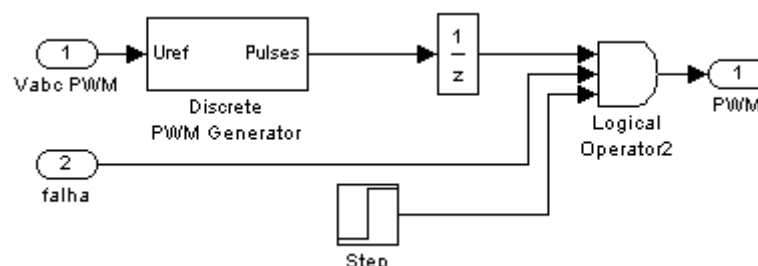 1
Vabc PWM
Uref
Pulses
Discrete
PWM Generator
1
z
Logical
Operator2
1
PWM
2
falha
Step